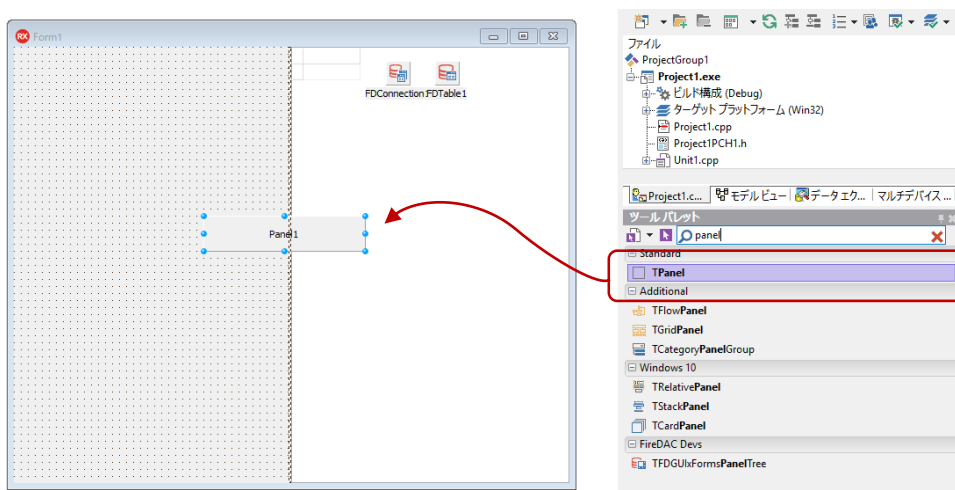 Form1
FDConnection
FDTable1
Panel1
ファイル
ProjectGroup1
Project1.exe
ビルド構成 (Debug)
ターゲット プラットフォーム (Win32)
Project1.cpp
Project1PCH1.h
Unit1.cpp
Project1.c... モデル ビュー データ エク... マルチデバイス ...
ツール パレット
panel
Standard
TPanel
Additional
TFlowPanel
TGridPanel
TCategoryPanelGroup
Windows 10
TRelativePanel
TStackPanel
TCardPanel
FireDAC Devs
TFDGUIxFormsPanelTree